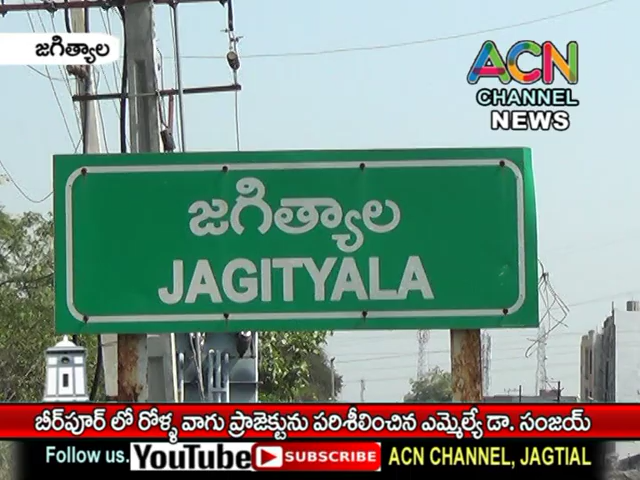 జగిత్యాల
ACN
CHANNEL
NEWS
జగిత్యాల
JAGITYALA
బీర్‌పూర్ లో రోళ్ళ వాగు ప్రాజెక్టును పరిశీలించిన ఎమ్మెల్యే డా. సంజయ్
Follow us. YouTube SUBSCRIBE ACN CHANNEL, JAGTIAL